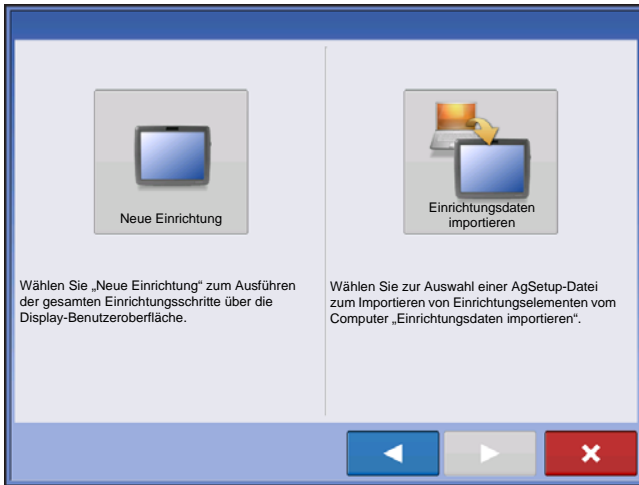 Neue Einrichtung
Wählen Sie „Neue Einrichtung“ zum Ausführen
der gesamten Einrichtungsschritte über die
Display-Benutzeroberfläche.
Einrichtungsdaten
importieren
Wählen Sie zur Auswahl einer AgSetup-Datei
zum Importieren von Einrichtungselementen vom
Computer „Einrichtungsdaten importieren“.